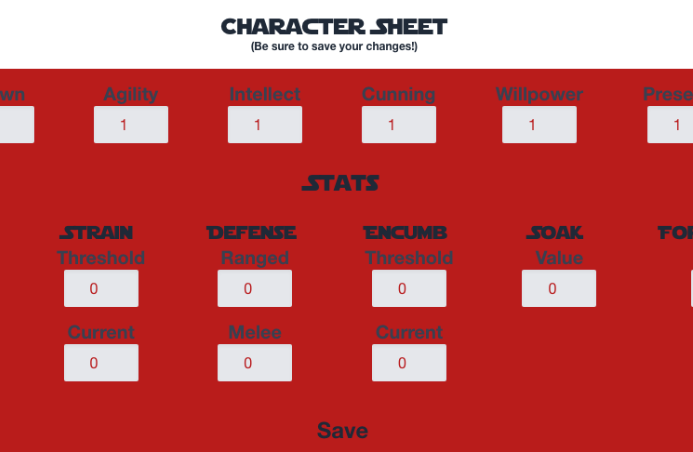 CHARACTER SHEET
(Be sure to save your changes!)
wn Agility Intellect Cunning Willpower Prese
1 1 1 1 1
STATS
STRAIN DEFENSE ENCUMB SOAK FOR
Threshold Ranged Threshold Value
0 0 0 0
Current Melee Current
0 0 0
Save